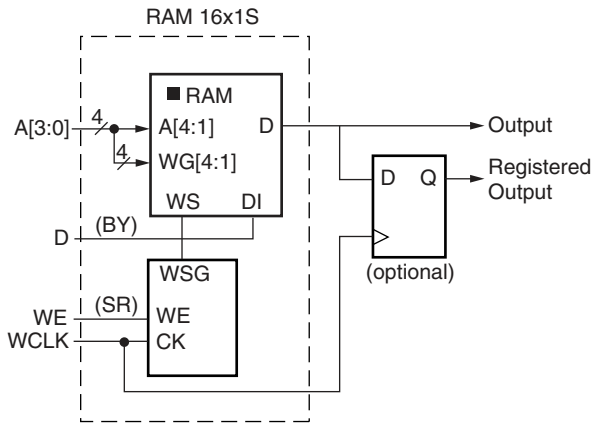 RAM 16x1S
RAM
A[3:0]
4
A[4:1]
D
Output
4
WG[4:1]
D
Q
Registered
Output
WS
DI
D
(BY)
(optional)
WSG
WE
(SR)
WE
WCLK
CK